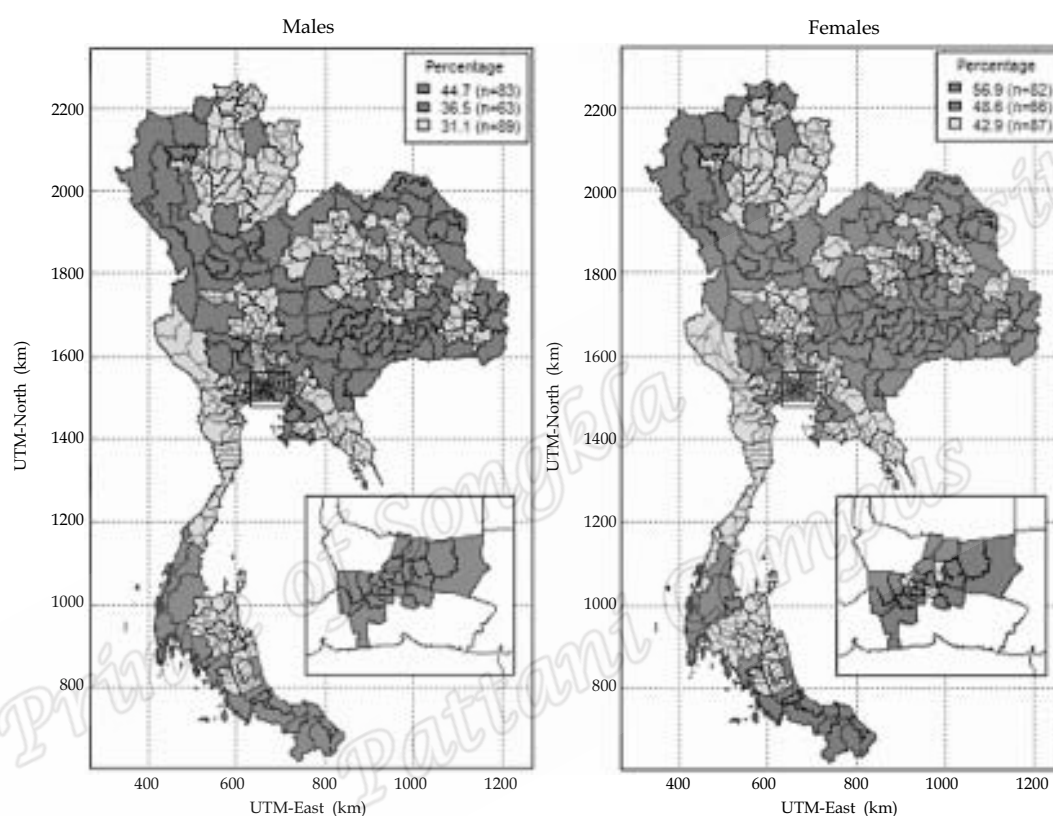 Males
Percentage
44.7 (n=83)
36.5 (n=63)
31.1 (n=89)
2200
2000
1800
1600
1400
1200
1000
800
UTM-North (km)
400 600 800 1000 1200
UTM-East (km)
Females
Percentage
56.9 (n=82)
48.6 (n=66)
42.9 (n=87)
2200
2000
1800
1600
1400
1200
1000
800
UTM-North (km)
400 600 800 1000 1200
UTM-East (km)
Prince of Songkla
Pattani Campus